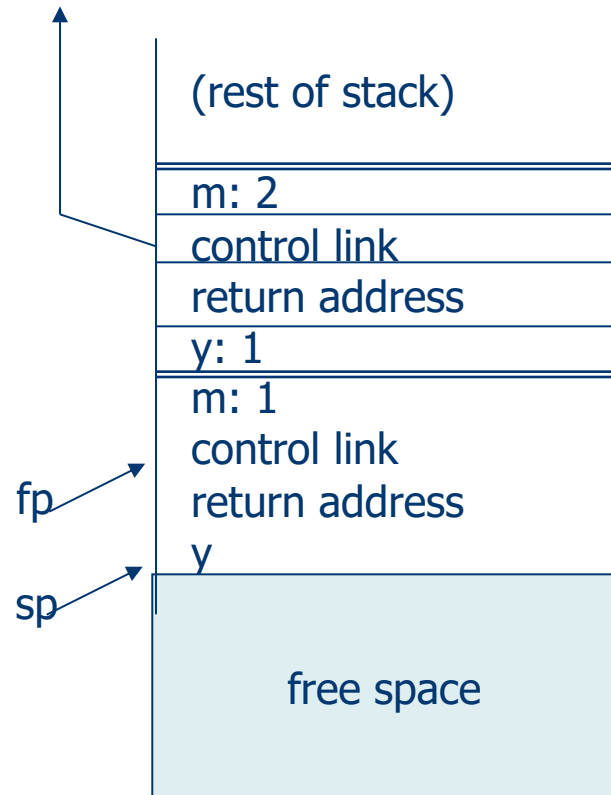 (rest of stack)
m: 2
control link
return address
y: 1
m: 1
control link
fp
return address
y
sp
free space